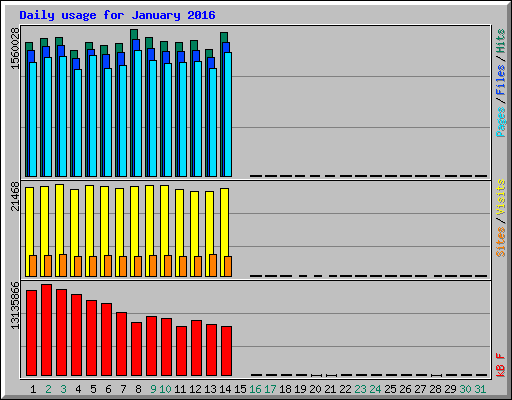 Daily usage for January 2016
1560028
Pages/Files/Hits
21468
Sites/Visits
13135866
kB F
1 2 3 4 5 6 7 8 9 10 11 12 13 14 15 16 17 18 19 20 21 22 23 24 25 26 27 28 29 30 31